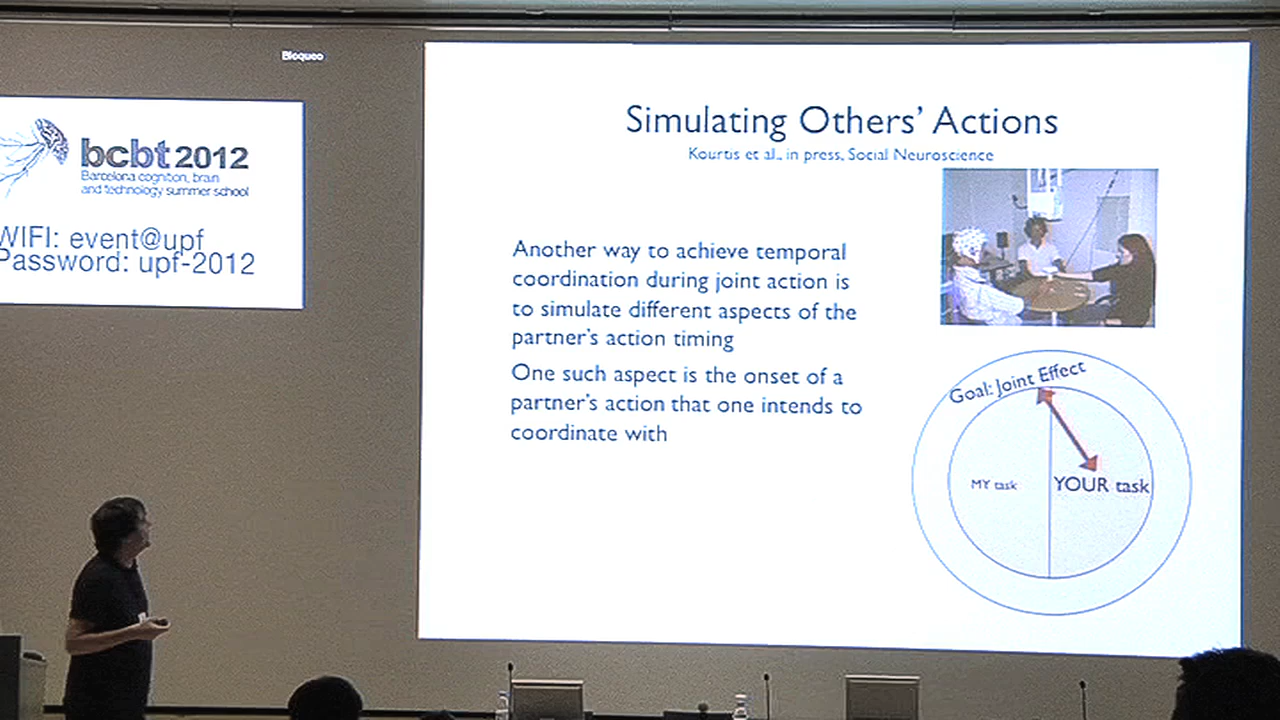 Bloqueo
bcbt 2012
Barcelona cognition, brain
and technology summer school
WIFI: event@upf
Password: upf-2012
Simulating Others' Actions
Kourtis et al., in press, Social Neuroscience
Another way to achieve temporal
coordination during joint action is
to simulate different aspects of the
partner's action timing
One such aspect is the onset of a
partner's action that one intends to
coordinate with
Goal: Joint Effect
MY task
YOUR task